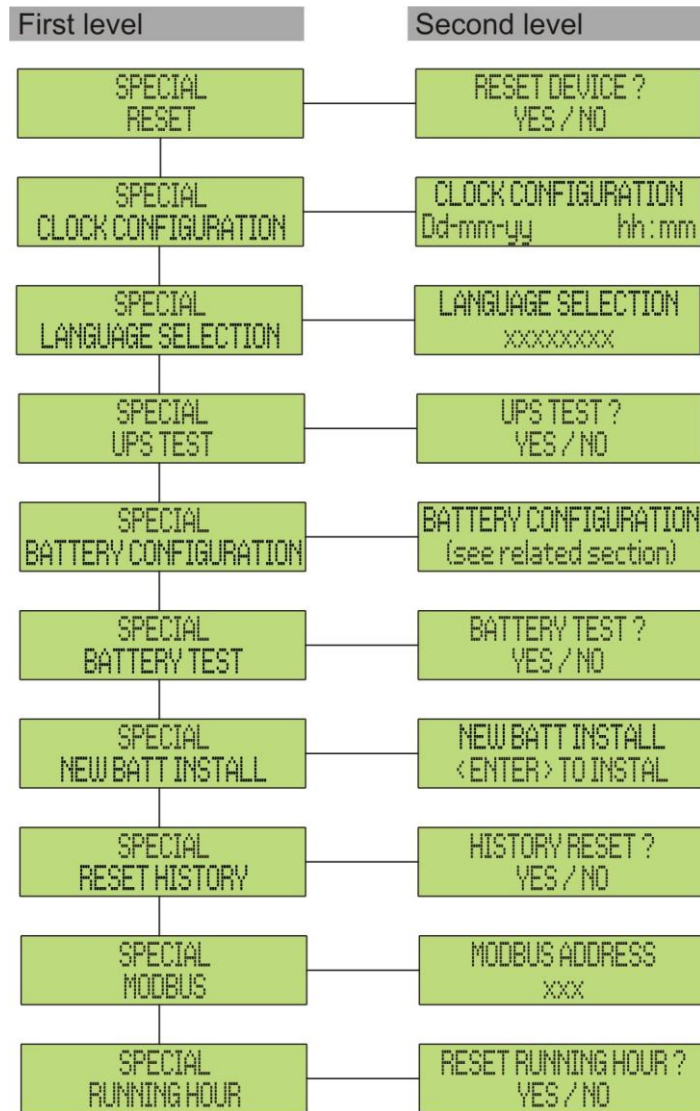 First level
Second level
SPECIAL
RESET
RESET DEVICE ?
YES / NO
SPECIAL
CLOCK CONFIGURATION
CLOCK CONFIGURATION
Dd-mm-yy hh:mm
SPECIAL
LANGUAGE SELECTION
LANGUAGE SELECTION
xxxxxxxxx
SPECIAL
UPS TEST
UPS TEST ?
YES / NO
SPECIAL
BATTERY CONFIGURATION
BATTERY CONFIGURATION
(see related section)
SPECIAL
BATTERY TEST
BATTERY TEST ?
YES / NO
SPECIAL
NEW BATT INSTALL
NEW BATT INSTALL
<ENTER> TO INSTAL
SPECIAL
RESET HISTORY
HISTORY RESET ?
YES / NO
SPECIAL
MODBUS
MODBUS ADDRESS
xxx
SPECIAL
RUNNING HOUR
RESET RUNNING HOUR ?
YES / NO